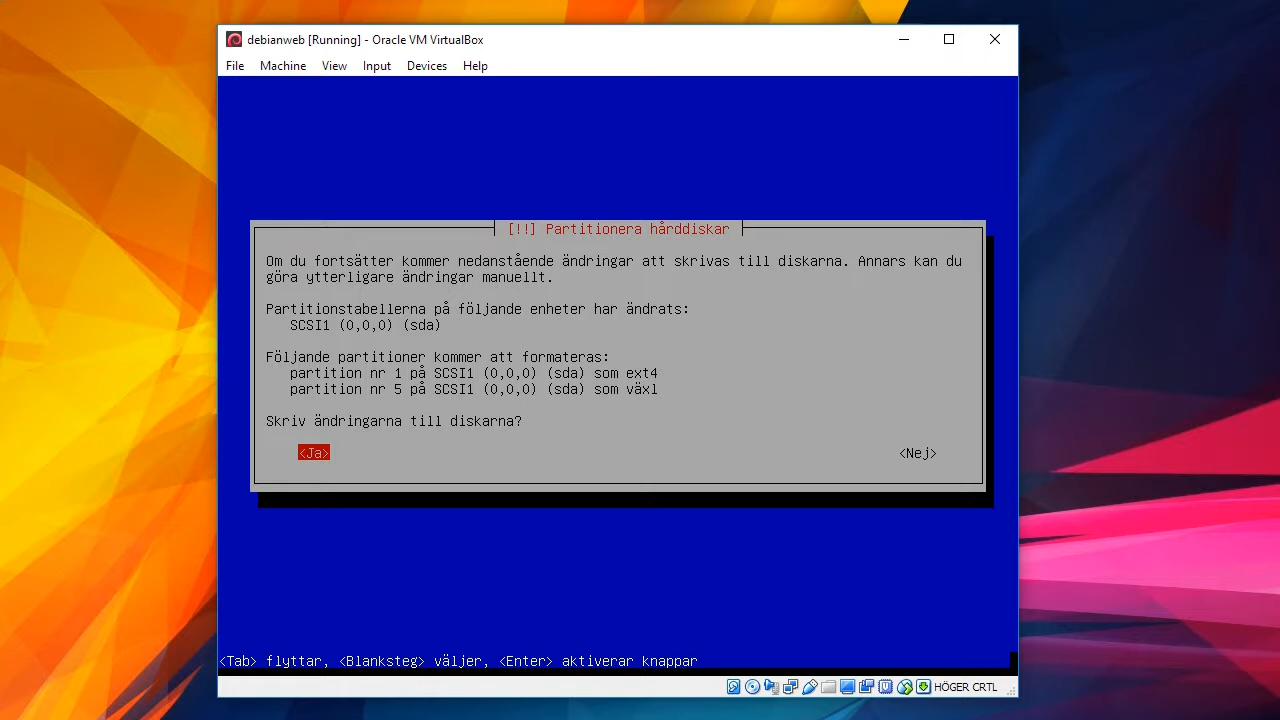 debianweb [Running] - Oracle VM VirtualBox
File Machine View Input Devices Help
[!!] Partitionera hårddiskar
Om du fortsätter kommer nedanstående ändringar att skrivas till diskarna. Annars kan du
göra ytterligare ändringar manuellt.
Partitionstabellerna på följande enheter har ändrats:
SCSI1 (0,0,0) (sda)
Följande partitioner kommer att formateras:
partition nr 1 på SCSI1 (0,0,0) (sda) som ext4
partition nr 5 på SCSI1 (0,0,0) (sda) som växl
Skriv ändringarna till diskarna?
<Ja> <Nej>
<Tab> flyttar, <Blanksteg> väljer, <Enter> aktiverar knappar
HÖGER CRTL